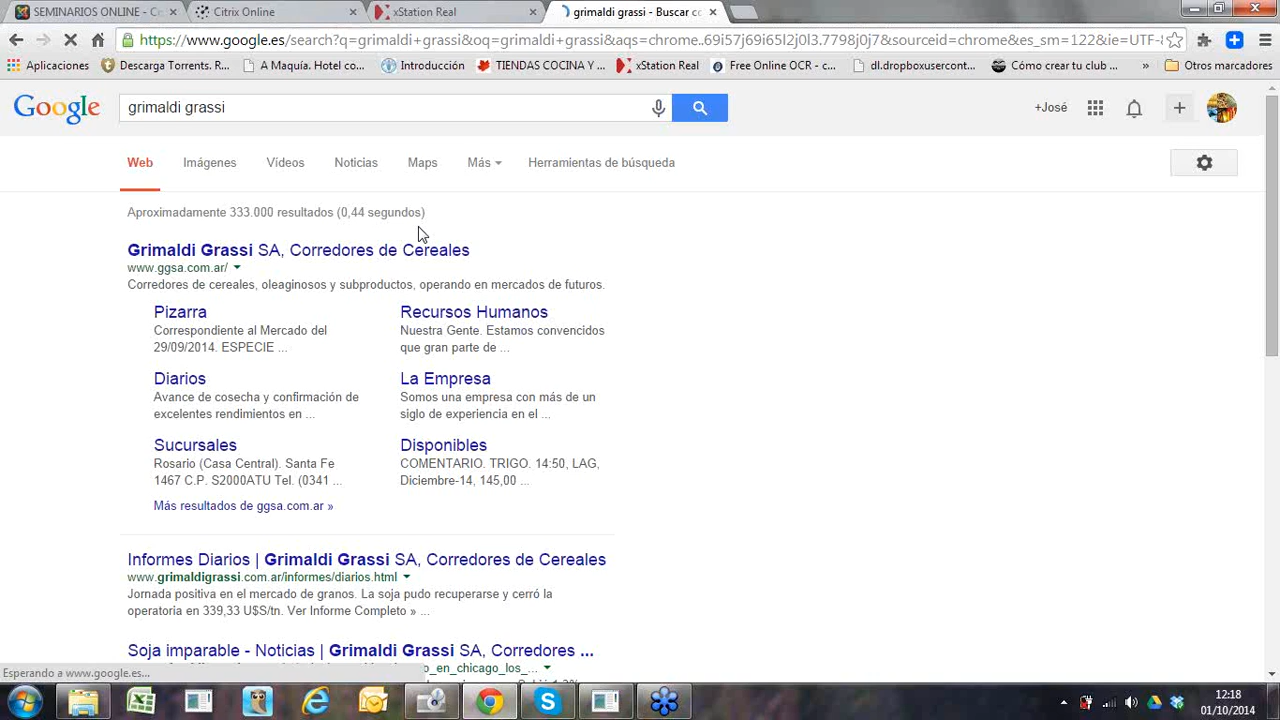 SEMINARIOS ONLINE - Ce
Citrix Online
xStation Real
grimaldi grassi - Buscar co
https://www.google.es/search?q=grimaldi+grassi&oq=grimaldi+grassi&aqs=chrome..69i57j69i65l2j0l3.7798j0j7&sourceid=chrome&es_sm=122&ie=UTF-8
Aplicaciones
Descarga Torrents. R...
A Maquía. Hotel co...
Introducción
TIENDAS COCINA Y ...
xStation Real
Free Online OCR - c...
dl.dropboxusercont...
Cómo crear tu club ...
»
Otros marcadores
Google
grimaldi grassi
+José
Web
Imágenes
Vídeos
Noticias
Maps
Más
Herramientas de búsqueda
Aproximadamente 333.000 resultados (0,44 segundos)
Grimaldi Grassi SA, Corredores de Cereales
www.ggsa.com.ar/
Corredores de cereales, oleaginosos y subproductos, operando en mercados de futuros.
Pizarra
Correspondiente al Mercado del
29/09/2014. ESPECIE ...
Recursos Humanos
Nuestra Gente. Estamos convencidos
que gran parte de ...
Diarios
Avance de cosecha y confirmación de
excelentes rendimientos en ...
La Empresa
Somos una empresa con más de un
siglo de experiencia en el ...
Sucursales
Rosario (Casa Central). Santa Fe
1467 C.P. S2000ATU Tel. (0341 ...
Disponibles
COMENTARIO. TRIGO. 14:50, LAG,
Diciembre-14, 145,00 ...
Más resultados de ggsa.com.ar »
Informes Diarios | Grimaldi Grassi SA, Corredores de Cereales
www.grimaldigrassi.com.ar/informes/diarios.html
Jornada positiva en el mercado de granos. La soja pudo recuperarse y cerró la
operatoria en 339,33 U$S/tn. Ver Informe Completo » ...
Soja imparable - Noticias | Grimaldi Grassi SA, Corredores ...
o_en_chicago_los_...
Esperando a www.google.es...
12:18
01/10/2014